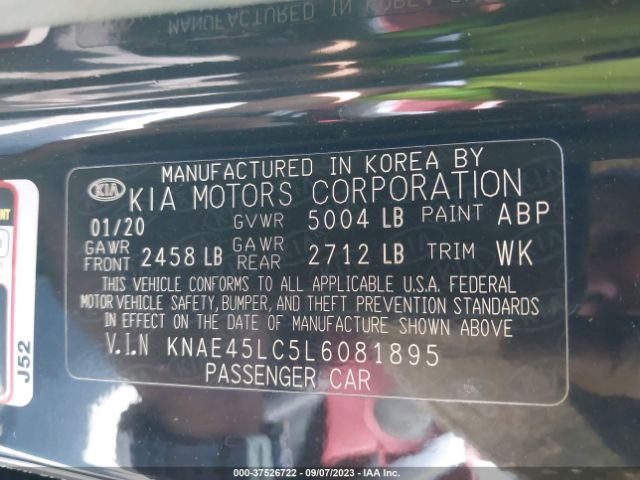 MANUFACTURED IN KOREA BY
KIA KIA MOTORS CORPORATION
01/20 GVWR 5004 LB PAINT ABP
GAWR FRONT 2458 LB GAWR REAR 2712 LB TRIM WK
THIS VEHICLE CONFORMS TO ALL APPLICABLE U.S.A. FEDERAL
MOTOR VEHICLE SAFETY, BUMPER, AND THEFT PREVENTION STANDARDS
IN EFFECT ON THE DATE OF MANUFACTURE SHOWN ABOVE
V.I.N KNAE45LC5L6081895
PASSENGER CAR
J52
000-37526722 - 09/07/2023 - IAA Inc.